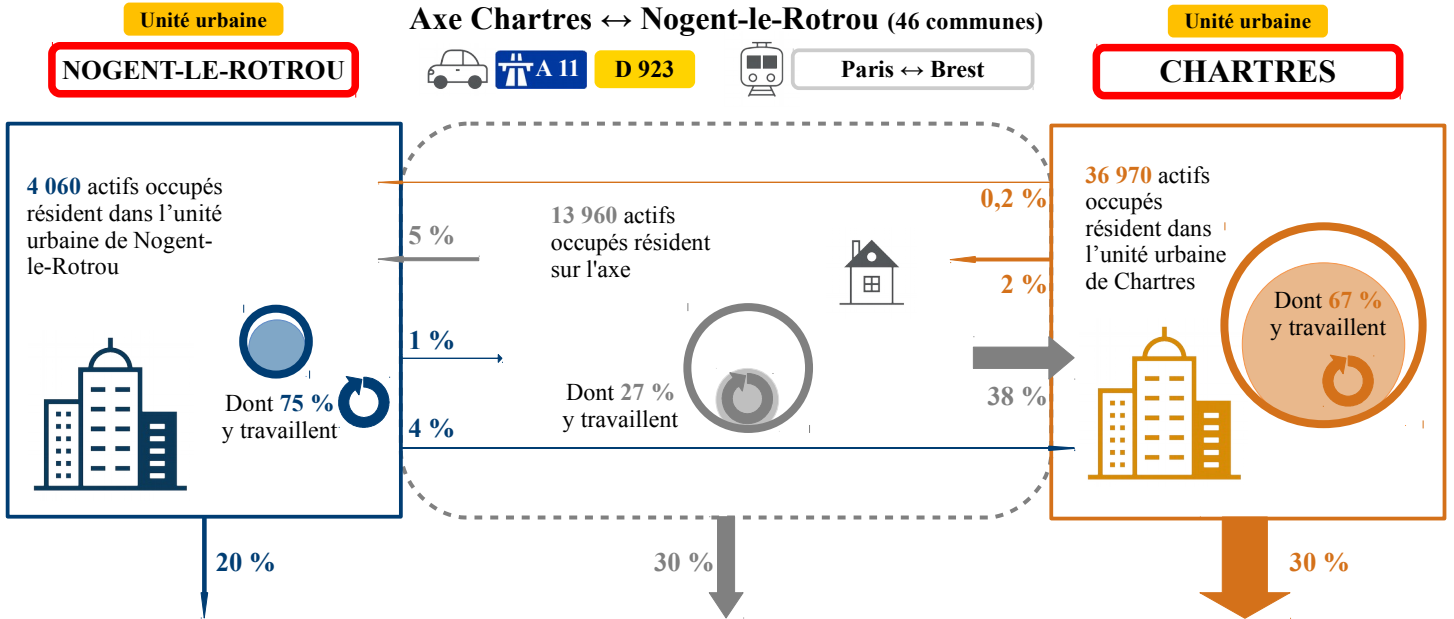 Unité urbaine
NOGENT-LE-ROTROU
Axe Chartres ↔ Nogent-le-Rotrou (46 communes)
A 11
D 923
Paris ↔ Brest
Unité urbaine
CHARTRES
4 060 actifs occupés
résident dans l’unité
urbaine de Nogent-
le-Rotrou
Dont 75 %
y travaillent
5 %
1 %
4 %
20 %
13 960 actifs
occupés résident
sur l'axe
Dont 27 %
y travaillent
0,2 %
2 %
38 %
30 %
36 970 actifs
occupés
résident dans
l’unité urbaine
de Chartres
Dont 67 %
y travaillent
30 %